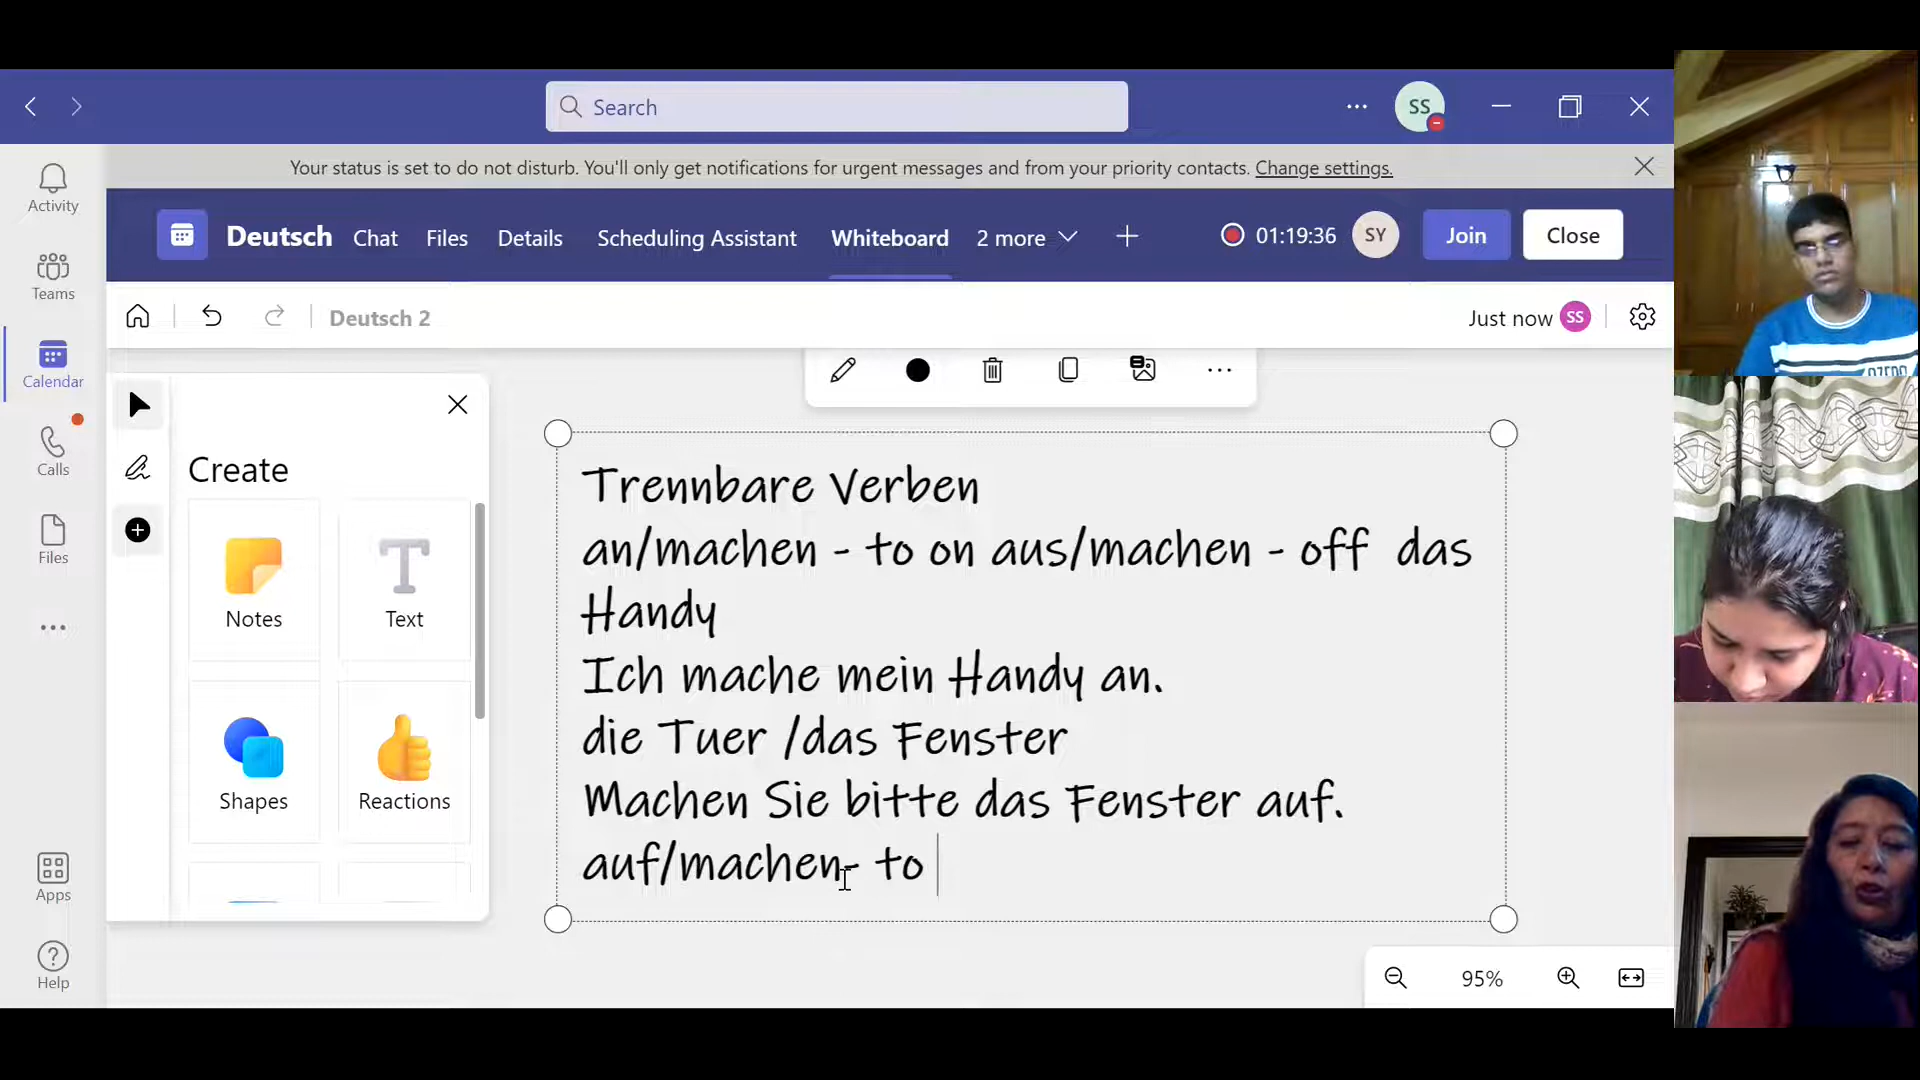 Search
SS
Your status is set to do not disturb. You'll only get notifications for urgent messages and from your priority contacts. Change settings.
Activity
Teams
Calendar
Calls
Files
Apps
Help
Deutsch Chat Files Details Scheduling Assistant Whiteboard 2 more 01:19:36 SY Join Close
Deutsch 2
Just now SS
Create
Notes
Text
Shapes
Reactions
Trennbare Verben
an/machen - to on aus/machen - off das
Handy
Ich mache mein Handy an.
die Tuer /das Fenster
Machen Sie bitte das Fenster auf.
auf/machen- to
95%